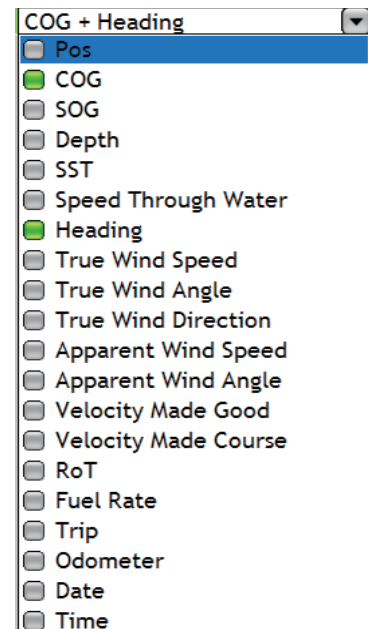 COG + Heading
Pos
COG
SOG
Depth
SST
Speed Through Water
Heading
True Wind Speed
True Wind Angle
True Wind Direction
Apparent Wind Speed
Apparent Wind Angle
Velocity Made Good
Velocity Made Course
RoT
Fuel Rate
Trip
Odometer
Date
Time